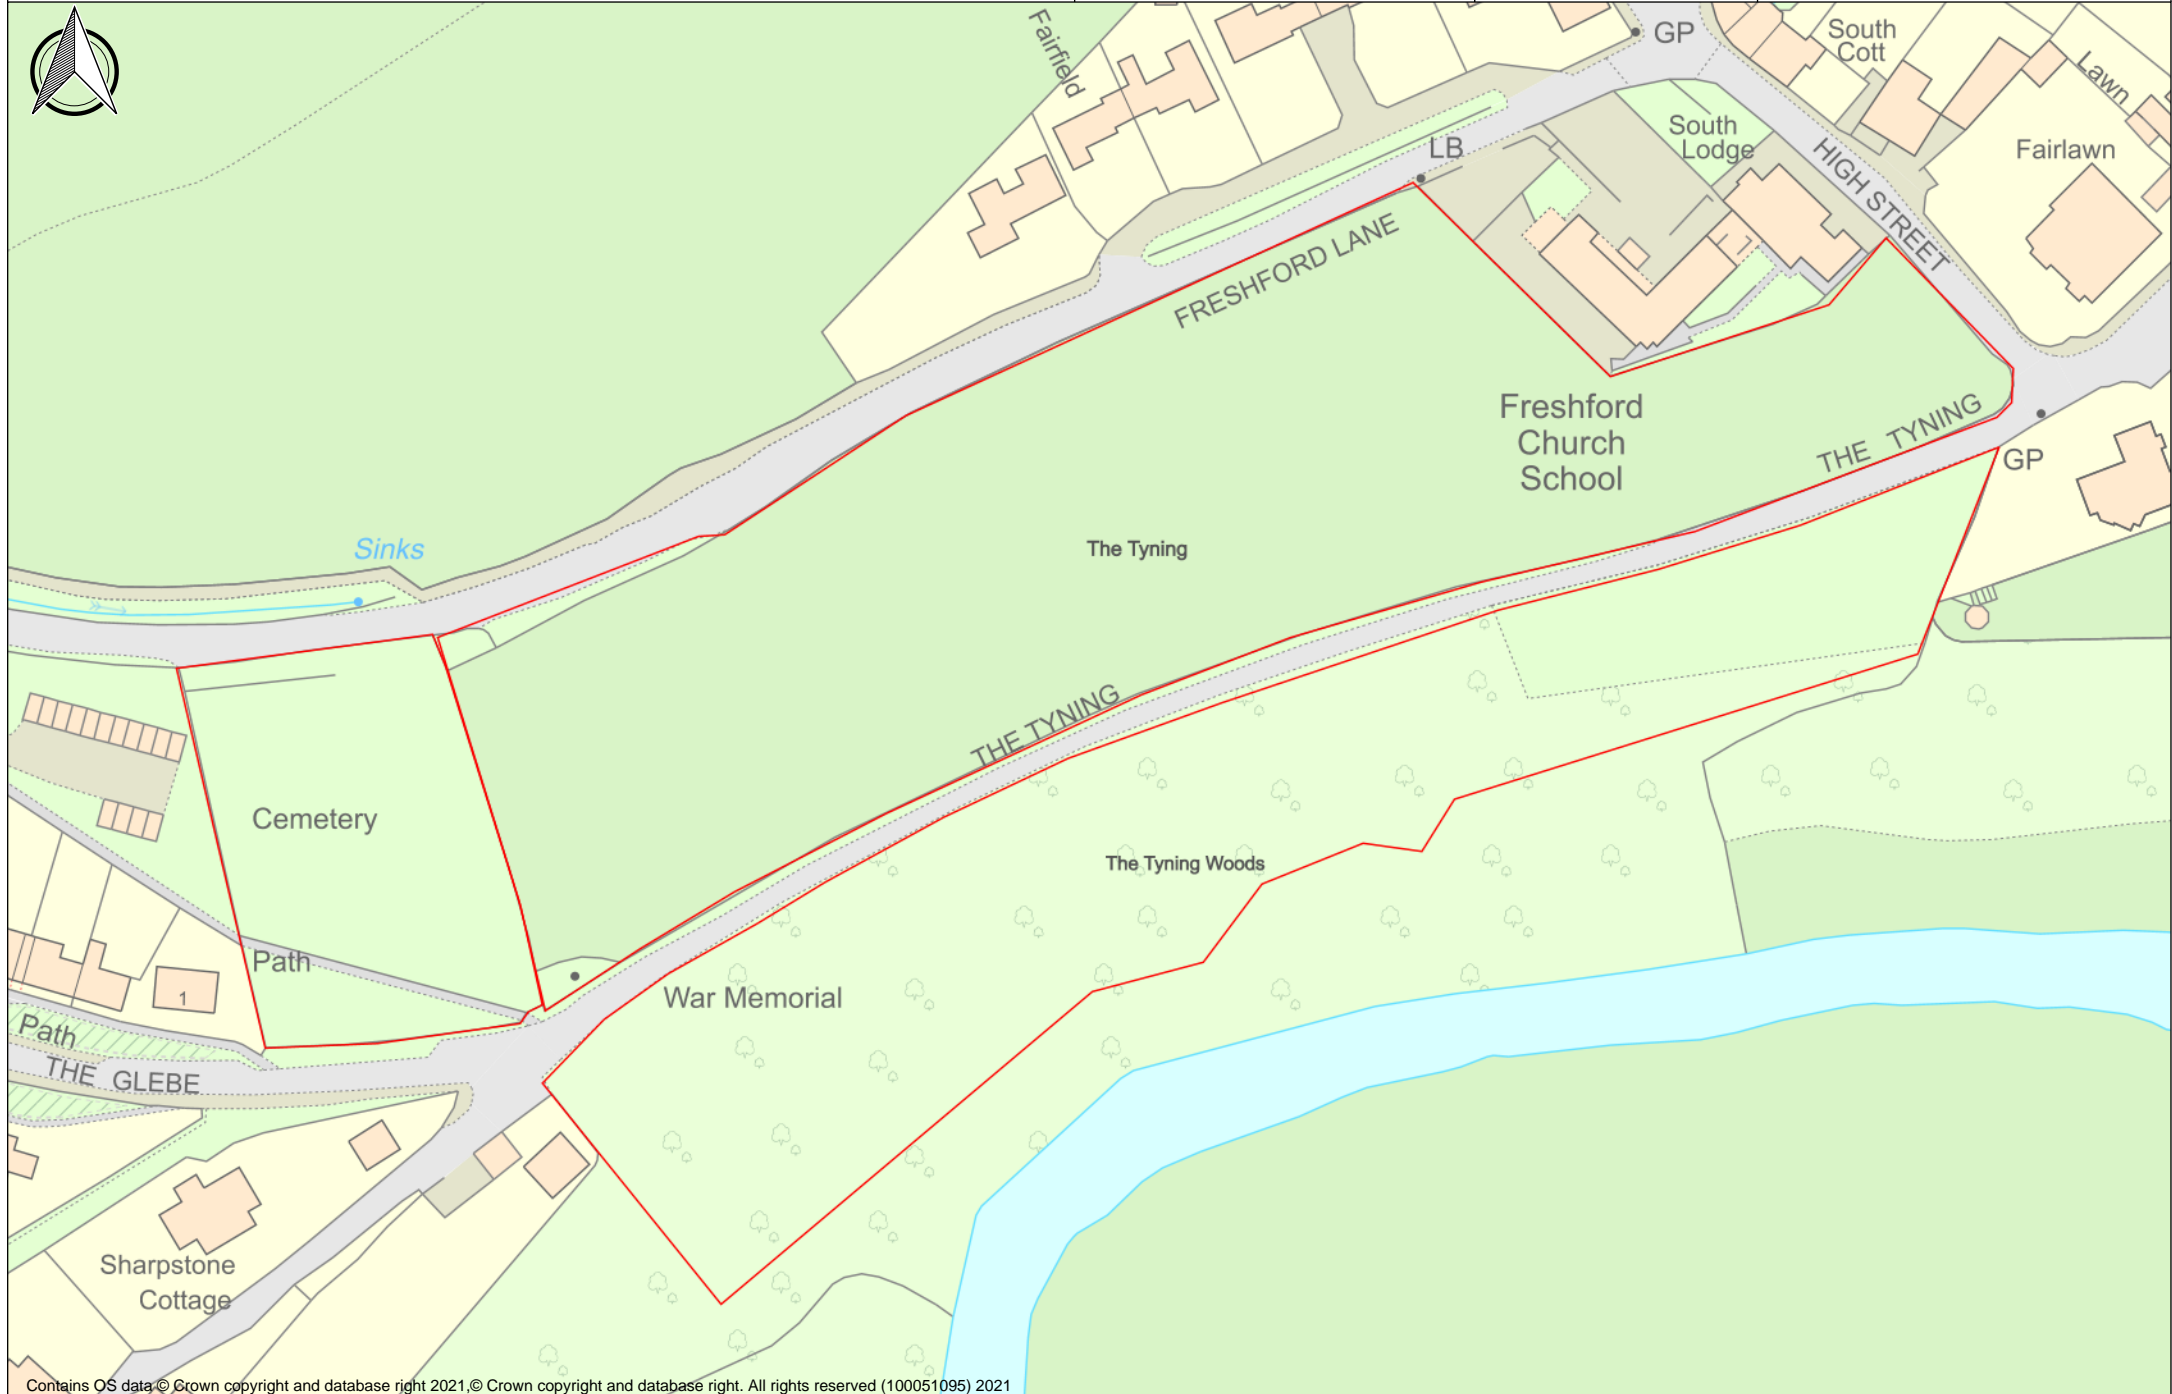 Fairfield
GP
South
Cott
Lawn
South
Lodge
Fairlawn
LB
HIGH STREET
FRESHFORD LANE
Freshford
Church
School
THE TYNING
GP
Sinks
The Tyning
THE TYNING
Cemetery
The Tyning Woods
Path
1
War Memorial
Path
THE GLEBE
Sharpstone
Cottage
Contains OS data © Crown copyright and database right 2021,© Crown copyright and database right. All rights reserved (100051095) 2021